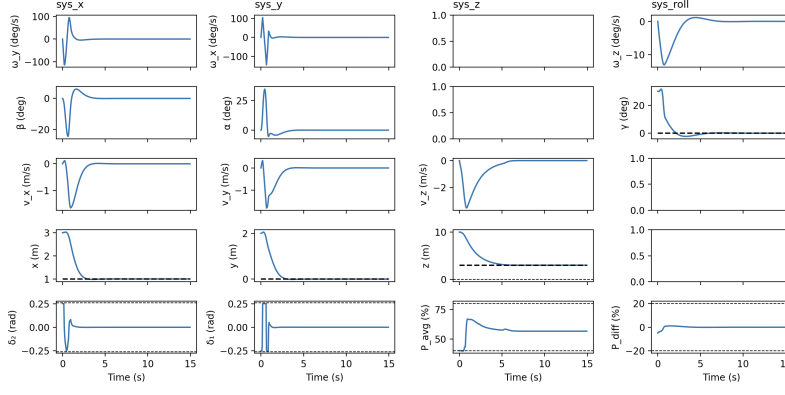 sys_x
sys_y
sys_z
sys_roll
ω_y (deg/s)
100
0
−100
ω_x (deg/s)
100
0
−100
1.0
0.5
0.0
ω_z (deg/s)
0
−10
β (deg)
0
−20
α (deg)
25
0
1.0
0.5
0.0
γ (deg)
20
0
v_x (m/s)
0
−1
v_y (m/s)
0
−1
v_z (m/s)
0
−2
1.0
0.5
0.0
x (m)
3
2
1
y (m)
2
0
z (m)
10
0
1.0
0.5
0.0
δ₂ (rad)
0.25
0.00
−0.25
δ₁ (rad)
0.25
0.00
−0.25
P_avg (%)
75
50
P_diff (%)
20
0
−20
0 5 10 15
0 5 10 15
0 5 10 15
0 5 10 15
Time (s)
Time (s)
Time (s)
Time (s)